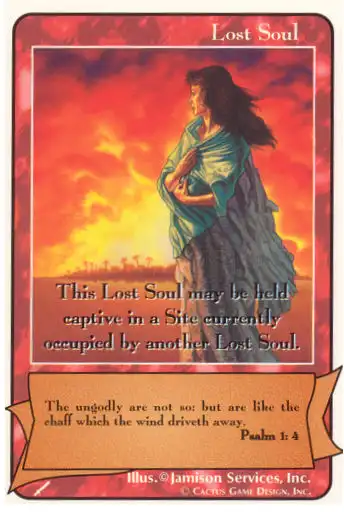 Lost Soul
This Lost Soul may be held
captive in a Site currently
occupied by another Lost Soul.
The ungodly are not so: but are like the
chaff which the wind driveth away.
Psalm 1: 4
Illus.©Jamison Services, Inc.
© Cactus Game Design, Inc.